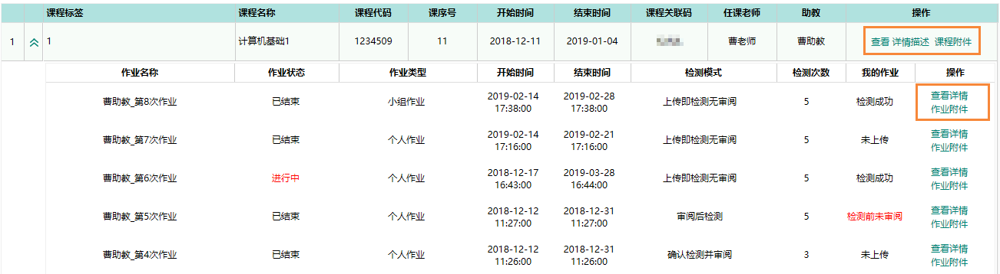 课程标签 课程名称 课程代码 课序号 开始时间 结束时间 课程关联码 任课老师 助教 操作
1 1 计算机基础1 1234509 11 2018-12-11 2019-01-04 曹老师 曹助教 查看 详情描述 课程附件
作业名称 作业状态 作业类型 开始时间 结束时间 检测模式 检测次数 我的作业 操作
曹助教_第8次作业 已结束 小组作业 2019-02-14 17:38:00 2019-02-28 17:38:00 上传即检测无审阅 5 检测成功 查看详情 作业附件
曹助教_第7次作业 已结束 个人作业 2019-02-14 17:16:00 2019-02-21 17:16:00 上传即检测无审阅 5 未上传 查看详情 作业附件
曹助教_第6次作业 进行中 个人作业 2018-12-17 16:43:00 2019-03-28 16:44:00 上传即检测无审阅 5 检测成功 查看详情 作业附件
曹助教_第5次作业 已结束 个人作业 2018-12-12 11:27:00 2018-12-31 11:27:00 审阅后检测 5 检测前未审阅 查看详情 作业附件
曹助教_第4次作业 已结束 个人作业 2018-12-12 11:26:00 2018-12-31 11:26:00 确认检测并审阅 3 未上传 查看详情 作业附件